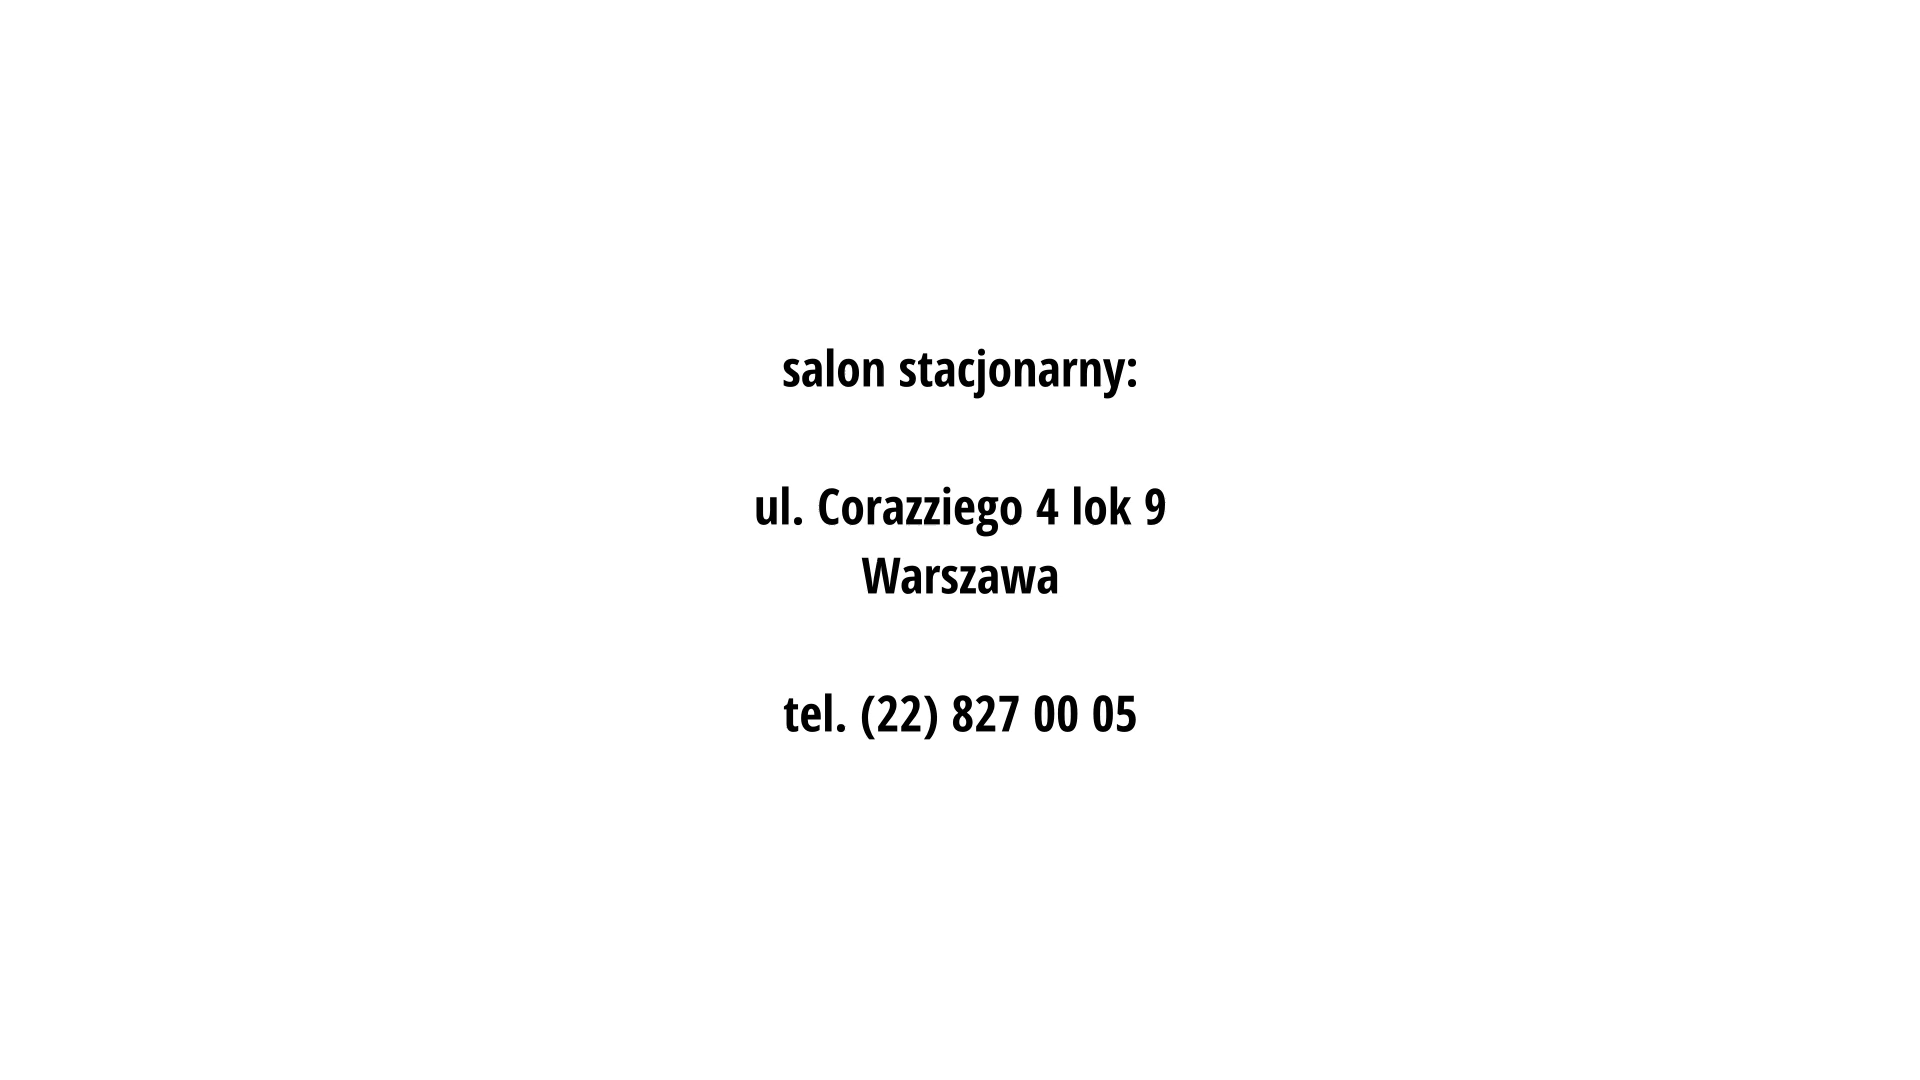 salon stacjonarny:
ul. Corazziego 4 lok 9
Warszawa
tel. (22) 827 00 05